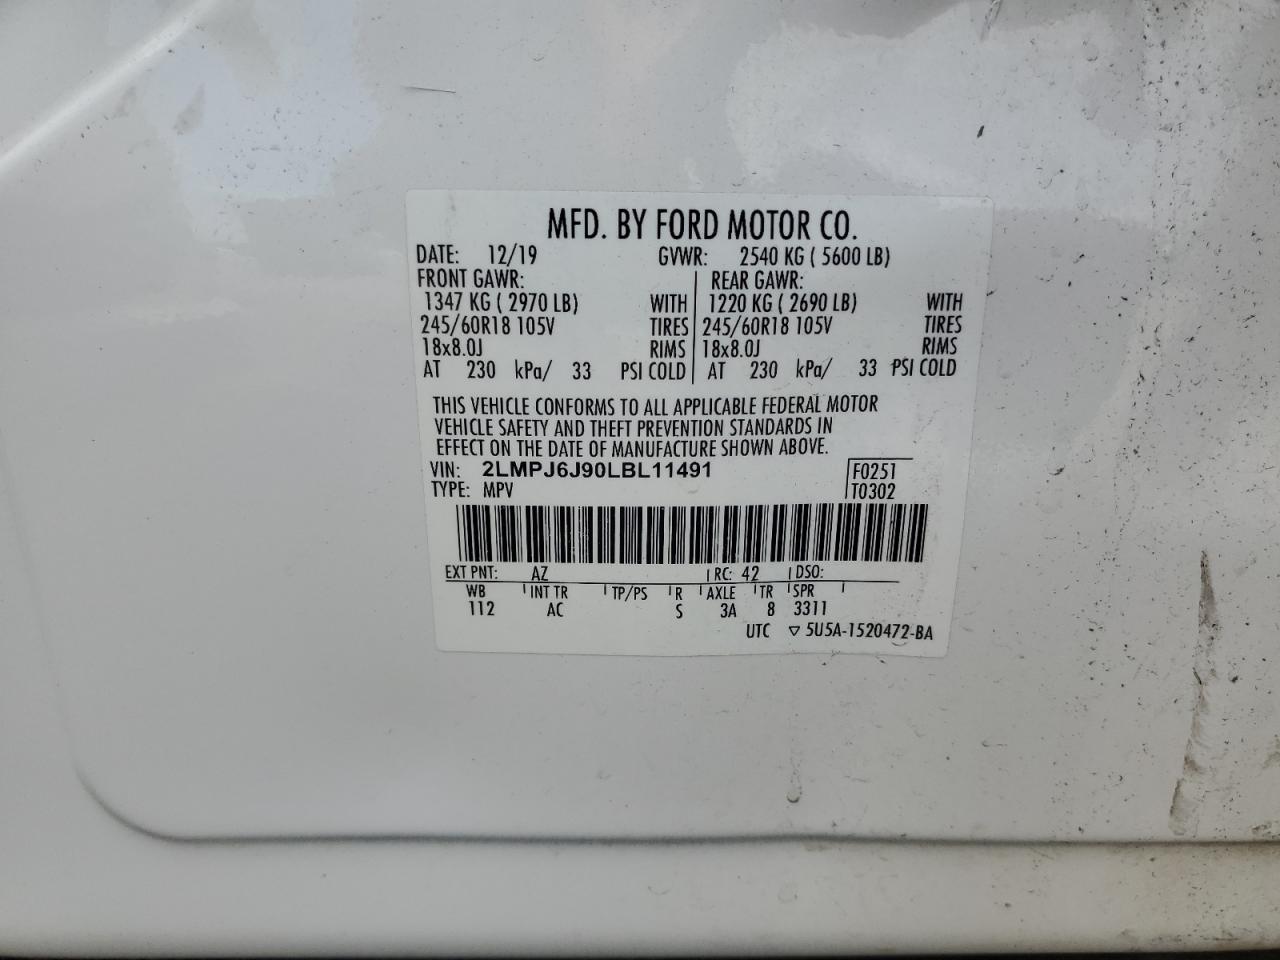 MFD. BY FORD MOTOR CO.
DATE: 12/19 GVWR: 2540 KG ( 5600 LB)
FRONT GAWR: REAR GAWR:
1347 KG ( 2970 LB) WITH 1220 KG ( 2690 LB) WITH
245/60R18 105V TIRES 245/60R18 105V TIRES
18x8.0J RIMS 18x8.0J RIMS
AT 230 kPa/ 33 PSI COLD AT 230 kPa/ 33 PSI COLD
THIS VEHICLE CONFORMS TO ALL APPLICABLE FEDERAL MOTOR
VEHICLE SAFETY AND THEFT PREVENTION STANDARDS IN
EFFECT ON THE DATE OF MANUFACTURE SHOWN ABOVE.
VIN: 2LMPJ6J90LBL11491 F0251
TYPE: MPV T0302
EXT PNT: AZ RC: 42 DSO:
WB INT TR TP/PS R AXLE TR SPR
112 AC S 3A 8 3311
UTC ▽ 5U5A-1520472-BA